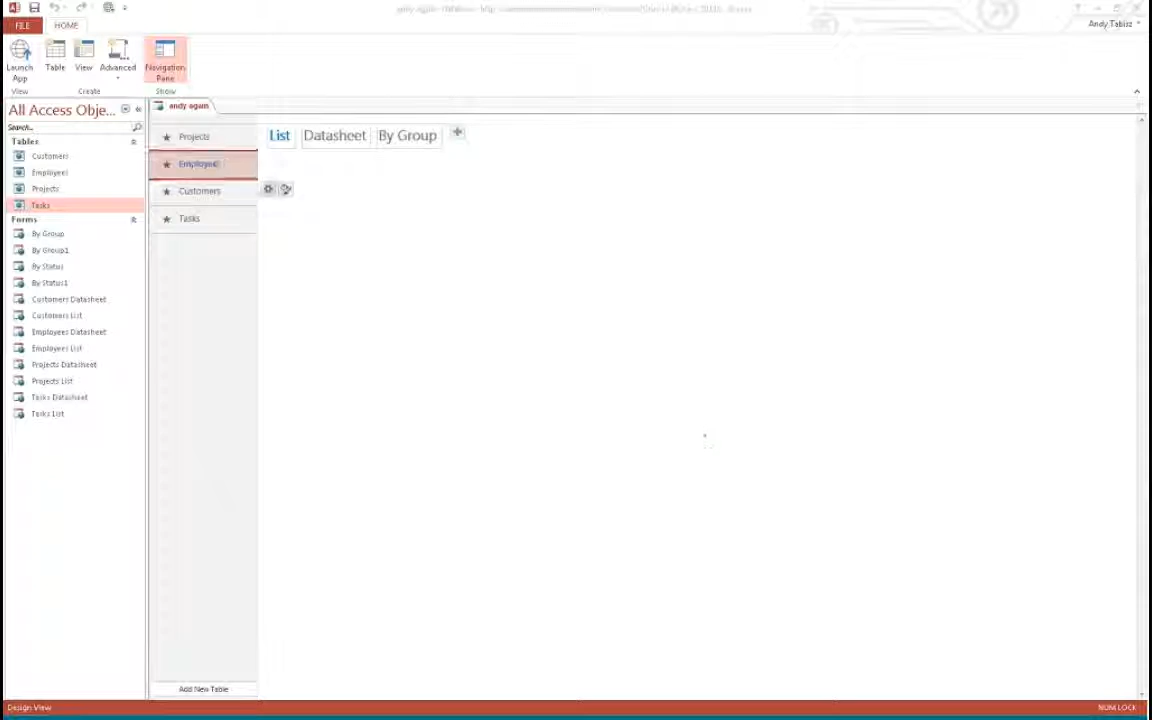 Andy Tabisz
FILE
HOME
Launch App
Table
View
Advanced
Navigation Pane
View
Create
Show
All Access Obje...
Search...
Tables
Customers
Employees
Projects
Tasks
Forms
By Group
By Group1
By Status
By Status1
Customers Datasheet
Customers List
Employees Datasheet
Employees List
Projects Datasheet
Projects List
Tasks Datasheet
Tasks List
andy again
Projects
Employees
Customers
Tasks
Add New Table
List
Datasheet
By Group
Design View
NUM LOCK